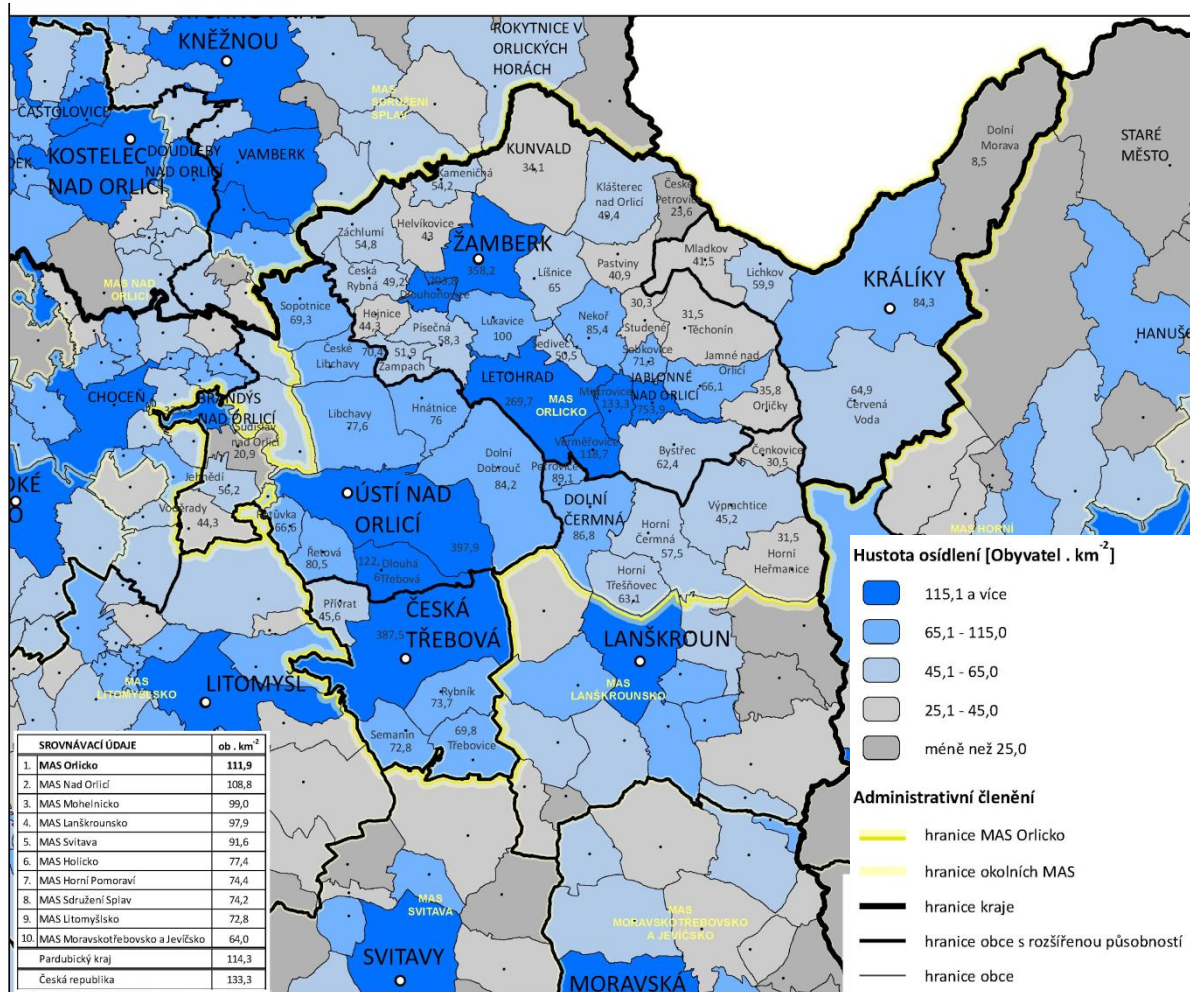 KNĚŽNOU
ROKYTNICE V
ORLICKÝCH
HORÁCH
MAS
SDRUŽENÍ
SPLAV
ČASTOLOVICE
KOSTELEC
NAD ORLICÍ
DOUDLEBY
NAD ORLICÍ
VAMBERK
KUNVALD
34,1
Kameničná
54,2
Klášterec
nad Orlicí
49,4
České
Petrovice
23,6
Dolní
Morava
8,5
STARÉ
MĚSTO
Záchlumí
54,8
Helvíkovice
43
ŽAMBERK
358,2
Pastviny
40,9
Mladkov
41,5
Lichkov
59,9
KRÁLÍKY
84,3
MAS NAD
ORLICÍ
Česká
Rybná
49,2
Dlouhoňovice
Líšnice
65
Sopotnice
69,3
Hejnice
44,3
Písečná
58,3
Lukavice
100
Nekoř
85,4
30,3
Studené
31,5
Těchonín
HANUŠO
České
Libchavy
70,4
51,9
Žampach
Šedivec
50,5
Sobkovice
71,3
Jamné nad
Orlicí
66,1
CHOCEŇ
BRANDÝS
NAD ORLICÍ
Sudislav
nad Orlicí
20,9
LETOHRAD
269,7
MAS
ORLICKO
Mistrovice
133,3
JABLONNÉ
NAD ORLICÍ
753,9
35,8
Orličky
64,9
Červená
Voda
Libchavy
77,6
Hnátnice
76
Verměřovice
118,7
Bystřec
62,4
Čenkovice
30,5
Jehnědí
56,2
Voděrady
44,3
ÚSTÍ NAD
ORLICÍ
397,9
Dolní
Dobrouč
84,2
Petrovice
89,1
DOLNÍ
ČERMNÁ
86,8
Výprachtice
45,2
Řetůvka
66,6
Horní
Čermná
57,5
31,5
Horní
Heřmanice
MAS HORNÍ
Řetová
80,5
122,
6
Dlouhá
Třebová
Horní
Třešňovec
63,1
Přívrat
45,6
ČESKÁ
TŘEBOVÁ
387,5
LANŠKROUN
MAS
LANŠKROUNSKO
MAS
LITOMYŠLSKO
LITOMYŠL
Rybník
73,7
Semanín
72,8
69,8
Třebovice
MAS
SVITAVA
SVITAVY
MAS
MORAVSKOTŘEBOVSKO
A JEVÍČSKO
MORAVSKÁ
SROVNÁVACÍ ÚDAJE ob . km-2
1. MAS Orlicko 111,9
2. MAS Nad Orlicí 108,8
3. MAS Mohelnicko 99,0
4. MAS Lanškrounsko 97,9
5. MAS Svitava 91,6
6. MAS Holicko 77,4
7. MAS Horní Pomoraví 74,4
8. MAS Sdružení Splav 74,2
9. MAS Litomyšlsko 72,8
10. MAS Moravskotřebovsko a Jevíčsko 64,0
Pardubický kraj 114,3
Česká republika 133,3
Hustota osídlení [Obyvatel . km-2]
115,1 a více
65,1 - 115,0
45,1 - 65,0
25,1 - 45,0
méně než 25,0
Administrativní členění
hranice MAS Orlicko
hranice okolních MAS
hranice kraje
hranice obce s rozšířenou působností
hranice obce